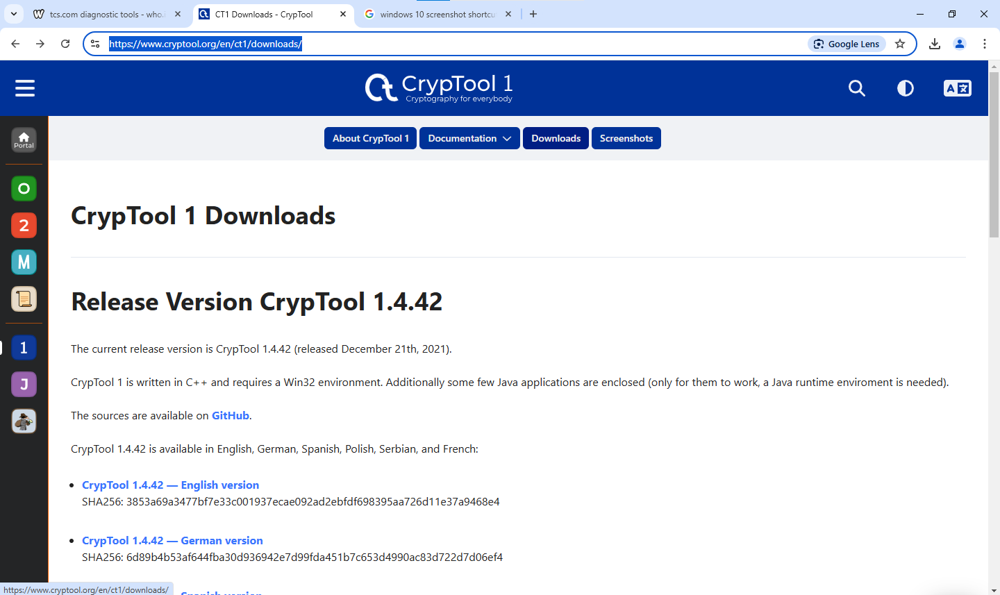 tcs.com diagnostic tools - who.i
CT1 Downloads - CrypTool
windows 10 screenshot shortcu
https://www.cryptool.org/en/ct1/downloads/
Google Lens
CrypTool 1
Cryptography for everybody
Portal
About CrypTool 1
Documentation
Downloads
Screenshots
O
2
M
1
J
CrypTool 1 Downloads
Release Version CrypTool 1.4.42
The current release version is CrypTool 1.4.42 (released December 21th, 2021).
CrypTool 1 is written in C++ and requires a Win32 environment. Additionally some few Java applications are enclosed (only for them to work, a Java runtime enviroment is needed).
The sources are available on GitHub.
CrypTool 1.4.42 is available in English, German, Spanish, Polish, Serbian, and French:
CrypTool 1.4.42 — English version
SHA256: 3853a69a3477bf7e33c001937ecae092ad2ebfdf698395aa726d11e37a9468e4
CrypTool 1.4.42 — German version
SHA256: 6d89b4b53af644fba30d936942e7d99fda451b7c653d4990ac83d722d7d06ef4
Spanish version
https://www.cryptool.org/en/ct1/downloads/